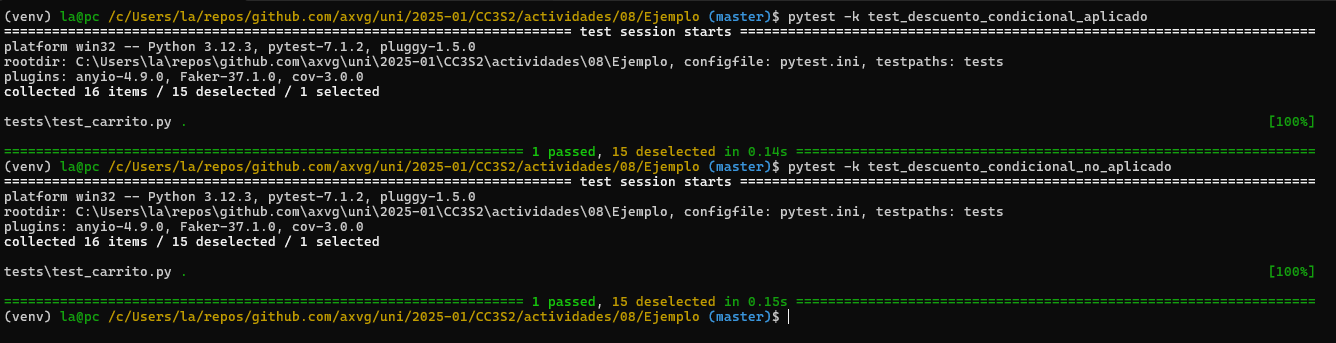 (venv) la@pc /c/Users/la/repos/github.com/axvg/uni/2025-01/CC3S2/actividades/08/Ejemplo (master)$ pytest -k test_descuento_condicional_aplicado
======================================================================= test session starts ========================================================================
platform win32 -- Python 3.12.3, pytest-7.1.2, pluggy-1.5.0
rootdir: C:\Users\la\repos\github.com\axvg\uni\2025-01\CC3S2\actividades\08\Ejemplo, configfile: pytest.ini, testpaths: tests
plugins: anyio-4.9.0, Faker-37.1.0, cov-3.0.0
collected 16 items / 15 deselected / 1 selected
tests\test_carrito.py . [100%]
================================================================= 1 passed, 15 deselected in 0.14s =================================================================
(venv) la@pc /c/Users/la/repos/github.com/axvg/uni/2025-01/CC3S2/actividades/08/Ejemplo (master)$ pytest -k test_descuento_condicional_no_aplicado
======================================================================= test session starts ========================================================================
platform win32 -- Python 3.12.3, pytest-7.1.2, pluggy-1.5.0
rootdir: C:\Users\la\repos\github.com\axvg\uni\2025-01\CC3S2\actividades\08\Ejemplo, configfile: pytest.ini, testpaths: tests
plugins: anyio-4.9.0, Faker-37.1.0, cov-3.0.0
collected 16 items / 15 deselected / 1 selected
tests\test_carrito.py . [100%]
================================================================= 1 passed, 15 deselected in 0.15s =================================================================
(venv) la@pc /c/Users/la/repos/github.com/axvg/uni/2025-01/CC3S2/actividades/08/Ejemplo (master)$